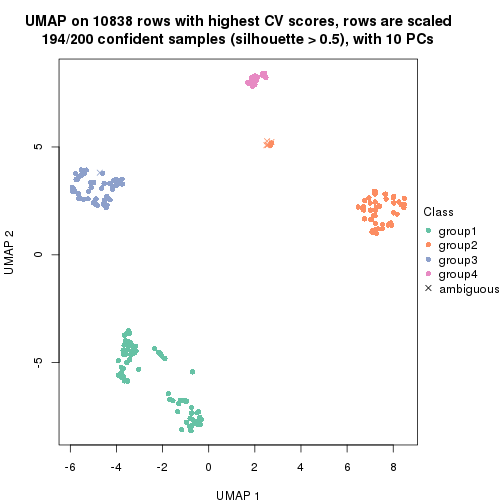 UMAP on 10838 rows with highest CV scores, rows are scaled
194/200 confident samples (silhouette > 0.5), with 10 PCs
5
0
-5
UMAP 2
-6 -4 -2 0 2 4 6 8
UMAP 1
Class
group1
group2
group3
group4
ambiguous